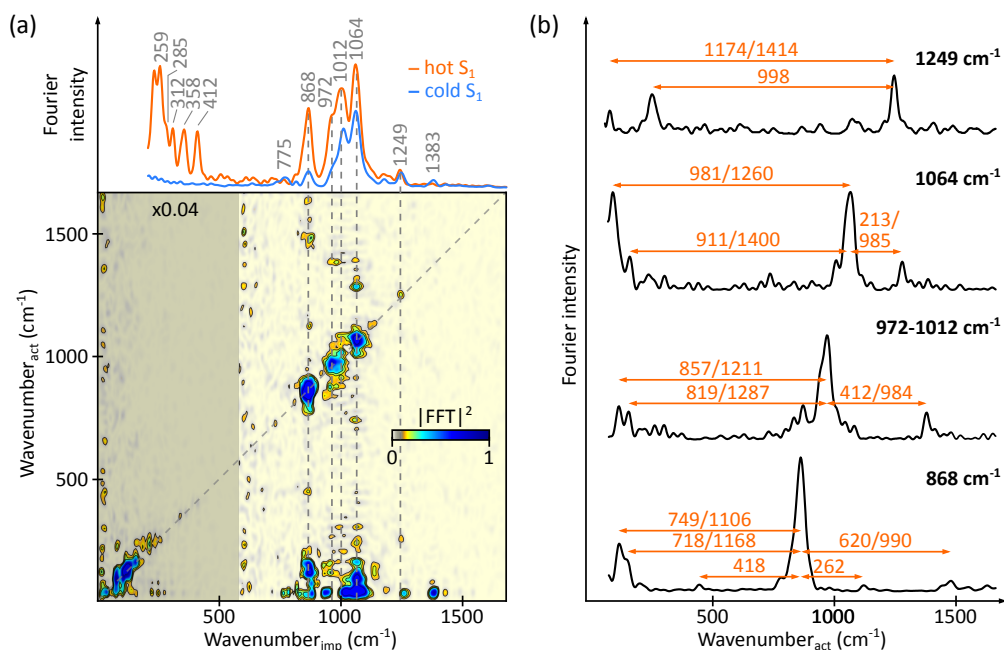 (a)
Fourier intensity
259
285
312
358
412
775
868
972
1012
1064
1249
1383
hot S₁
cold S₁
x0.04
1500
1000
500
Wavenumber_act (cm⁻¹)
|FFT|²
0
1
500
1000
1500
Wavenumber_imp (cm⁻¹)
(b)
Fourier intensity
1249 cm⁻¹
1174/1414
998
1064 cm⁻¹
981/1260
911/1400
213/
985
972-1012 cm⁻¹
857/1211
819/1287
412/984
868 cm⁻¹
749/1106
718/1168
620/990
418
262
500
1000
1500
Wavenumber_act (cm⁻¹)